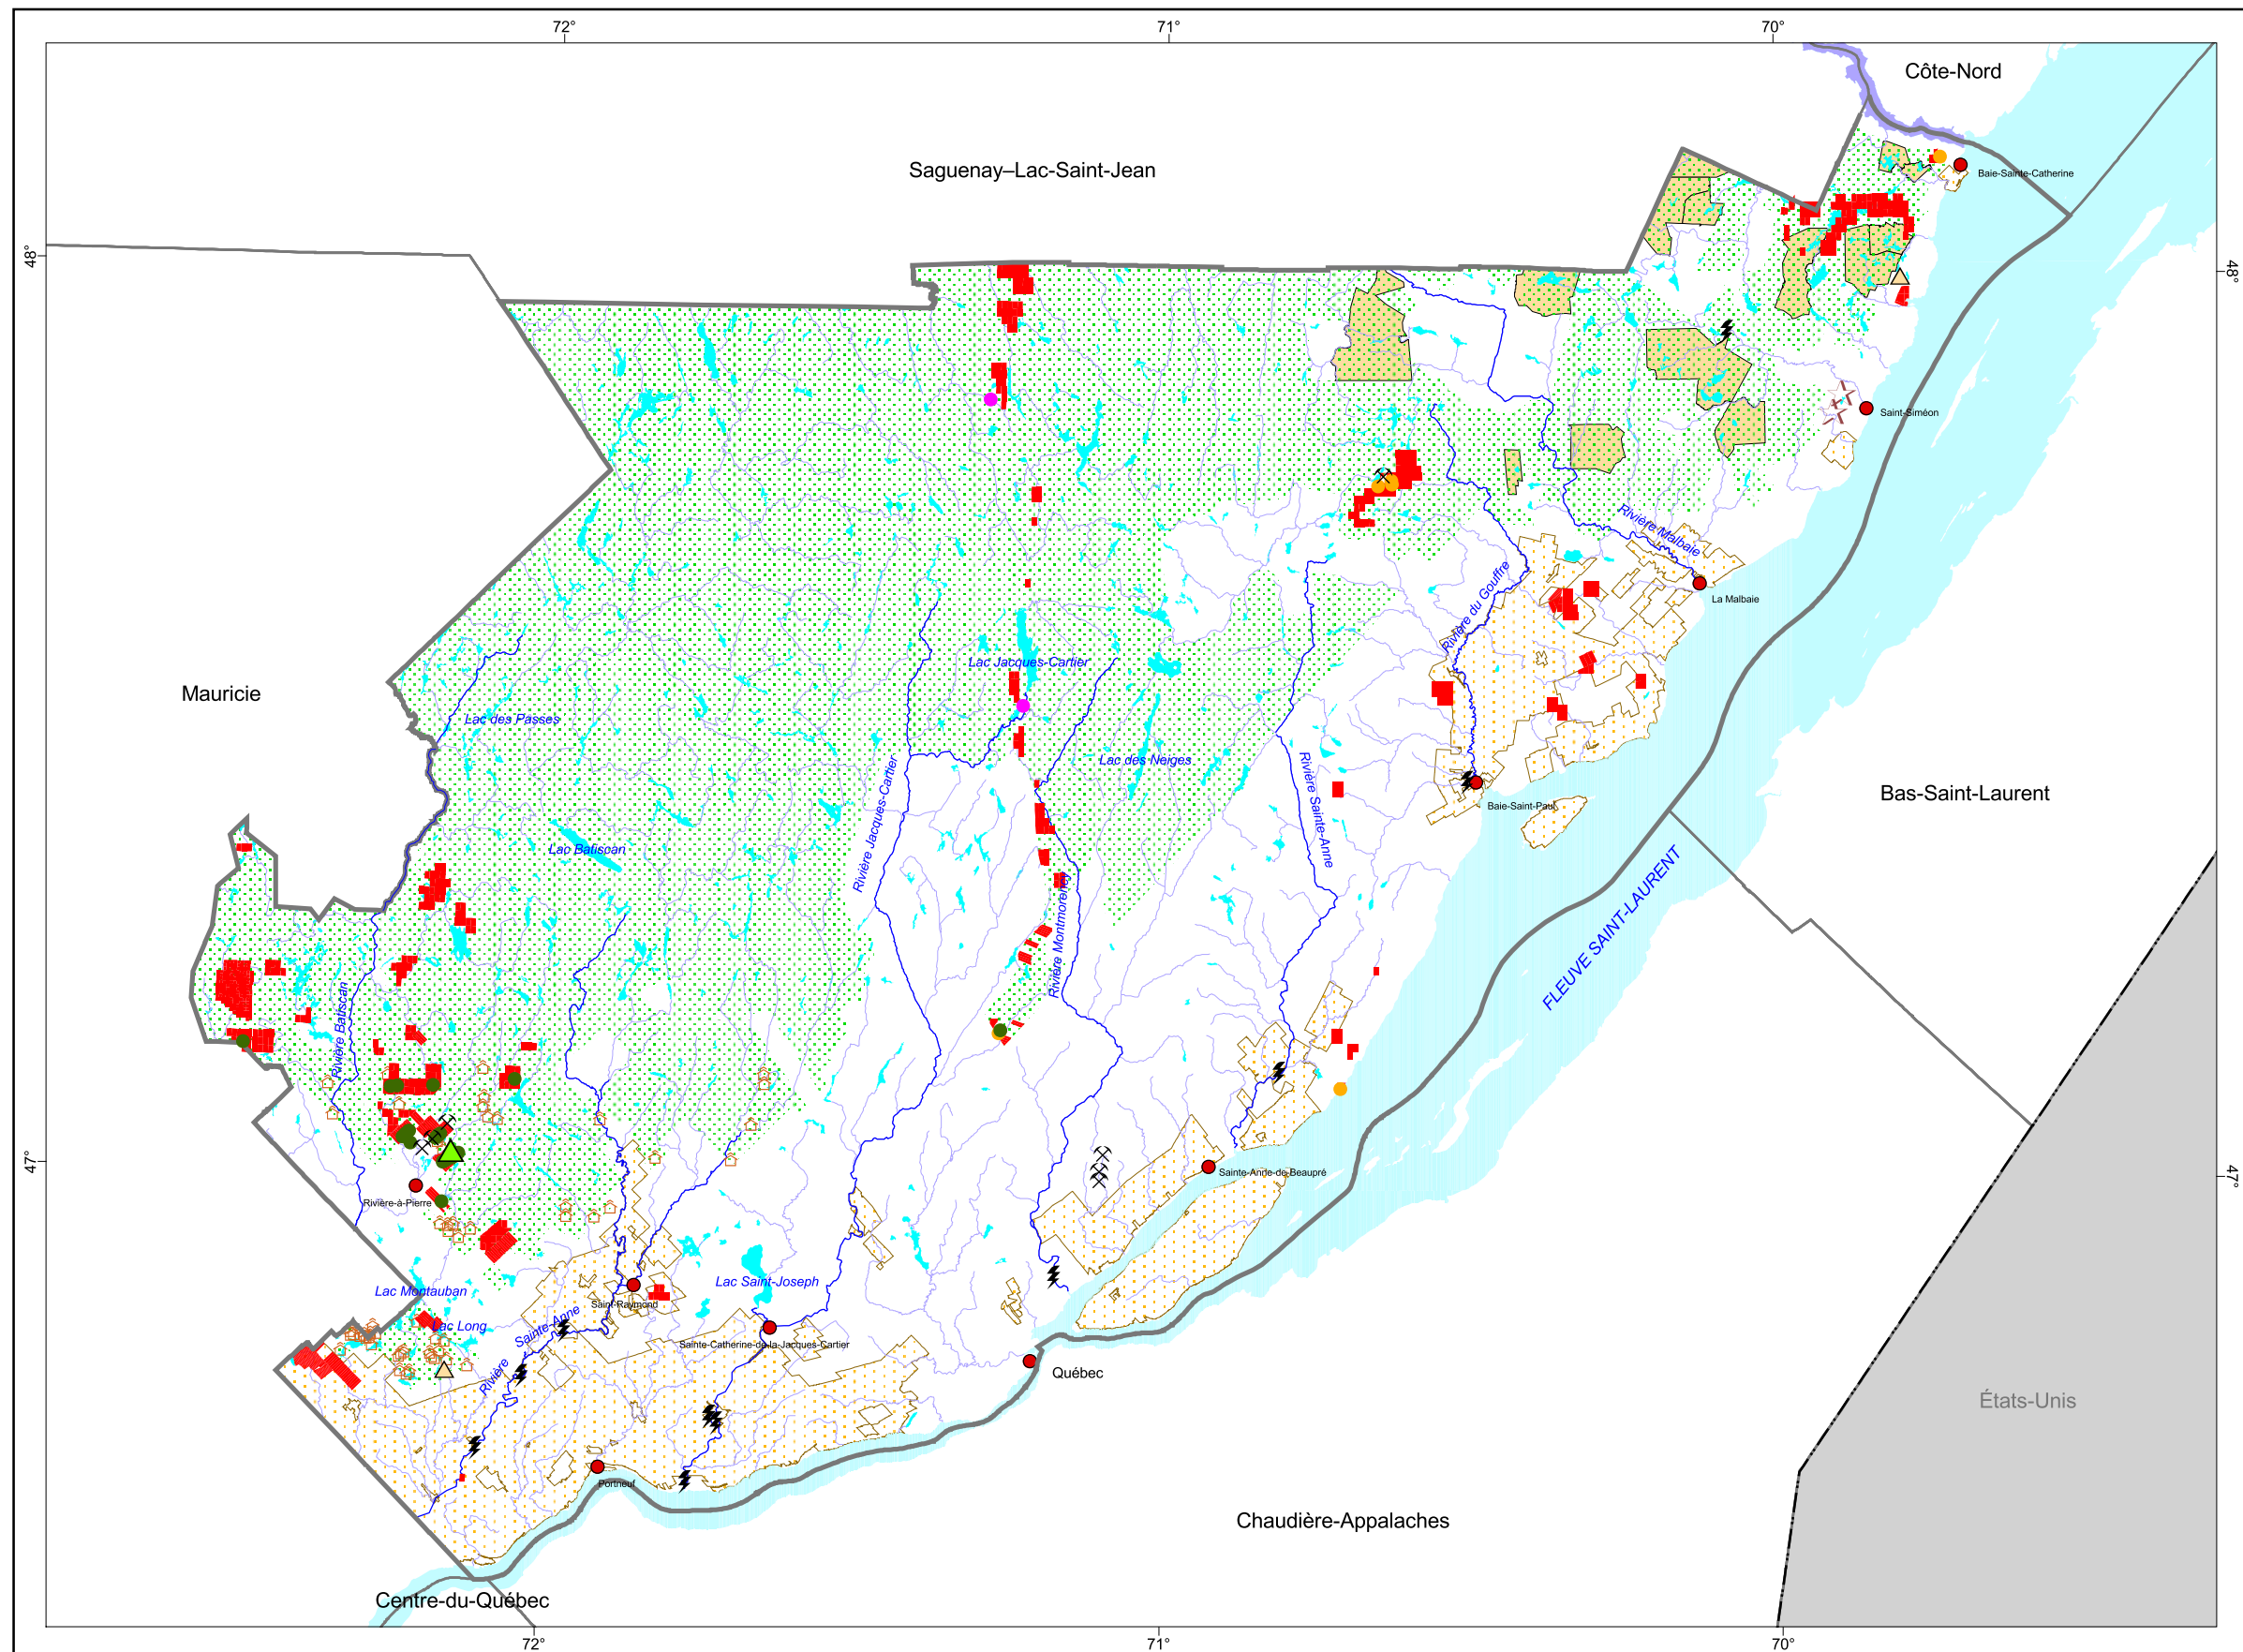 72°
71°
70°
Côte-Nord
Saguenay–Lac-Saint-Jean
Baie-Sainte-Catherine
48°
48°
Saint-Siméon
Rivière Malbaie
Rivière du Gouffre
La Malbaie
Lac Jacques-Cartier
Mauricie
Lac des Passes
Lac des Neiges
Rivière Jacques-Cartier
Rivière Sainte-Anne
Baie-Saint-Paul
Bas-Saint-Laurent
Lac Batiscan
FLEUVE SAINT-LAURENT
Rivière Montmorency
Rivière Batiscan
47°
47°
Sainte-Anne-de-Beaupré
Rivière-à-Pierre
Lac Montauban
Lac Saint-Joseph
Saint-Raymond
Lac Long
Rivière Sainte-Anne
Sainte-Catherine-de-la-Jacques-Cartier
Québec
États-Unis
Portneuf
Chaudière-Appalaches
Centre-du-Québec
72°
71°
70°